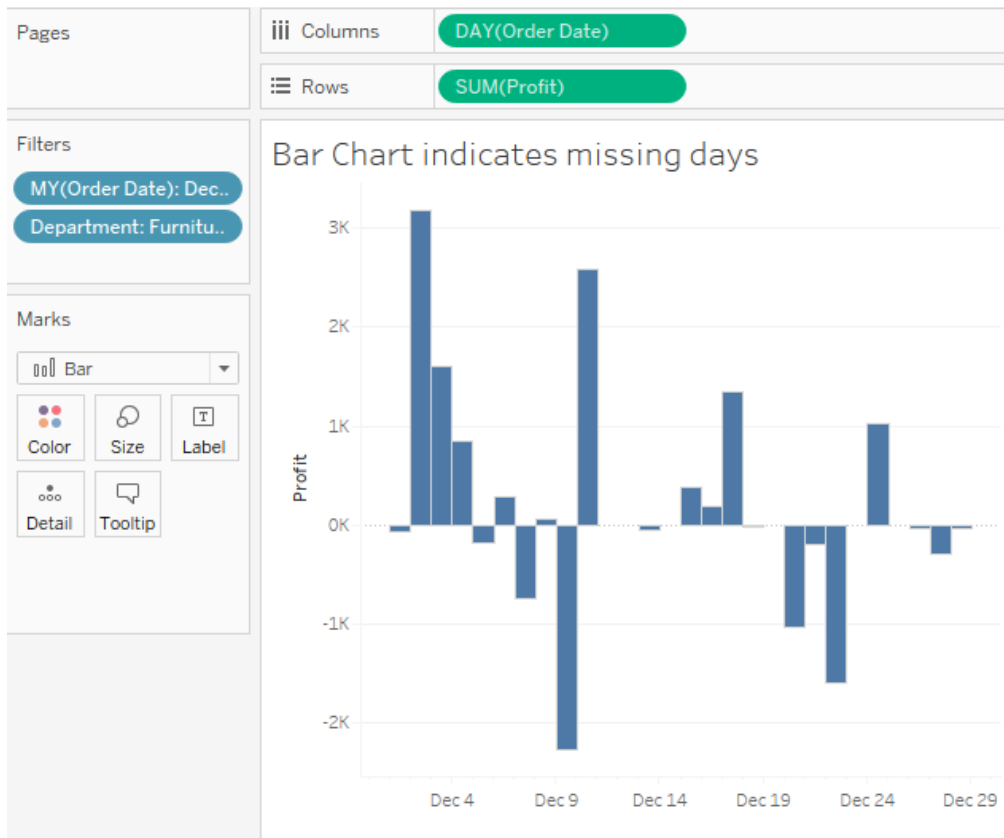 Pages
Columns
DAY(Order Date)
Rows
SUM(Profit)
Filters
MY(Order Date): Dec..
Department: Furnitu..
Marks
Bar
Color
Size
T
Label
Detail
Tooltip
Bar Chart indicates missing days
Profit
3K
2K
1K
0K
-1K
-2K
Dec 4
Dec 9
Dec 14
Dec 19
Dec 24
Dec 29